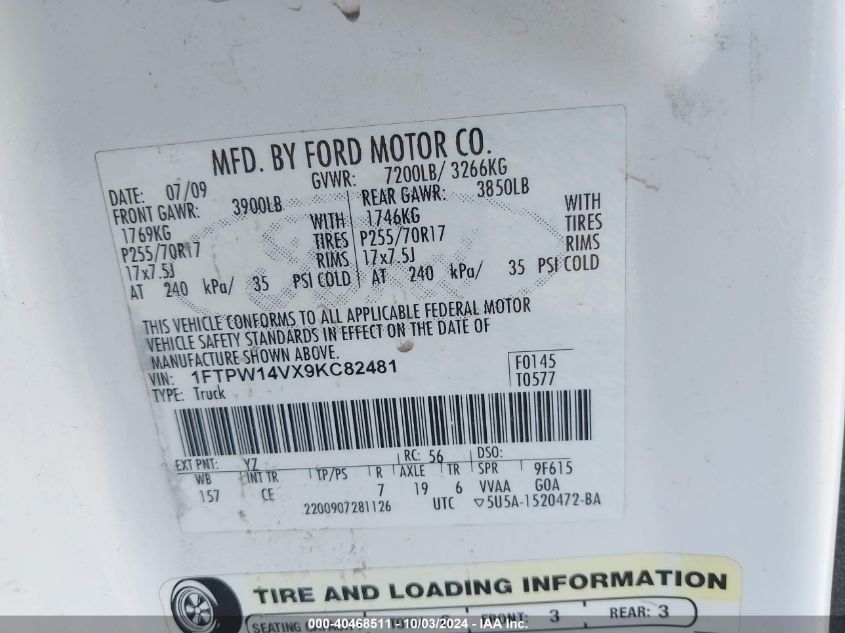 MFD. BY FORD MOTOR CO.
DATE: 07/09 GVWR: 7200LB/ 3266KG
FRONT GAWR: 3900LB REAR GAWR: 3850LB
1769KG WITH 1746KG WITH
P255/70R17 TIRES P255/70R17 TIRES
17x7.5J RIMS 17x7.5J RIMS
AT 240 kPa/ 35 PSI COLD AT 240 kPa/ 35 PSI COLD
THIS VEHICLE CONFORMS TO ALL APPLICABLE FEDERAL MOTOR
VEHICLE SAFETY STANDARDS IN EFFECT ON THE DATE OF
MANUFACTURE SHOWN ABOVE.
VIN: 1FTPW14VX9KC82481 F0145
TYPE: Truck T0577
EXT PNT: YZ RC: 56 DSO:
WB INT TR TP/PS R AXLE TR SPR 9F615
157 CE 7 19 6 VVAA GOA
2200907281126 UTC ▽5U5A-1520472-BA
TIRE AND LOADING INFORMATION
SEATING FRONT: 3 REAR: 3
000-40468511 - 10/03/2024 - IAA Inc.